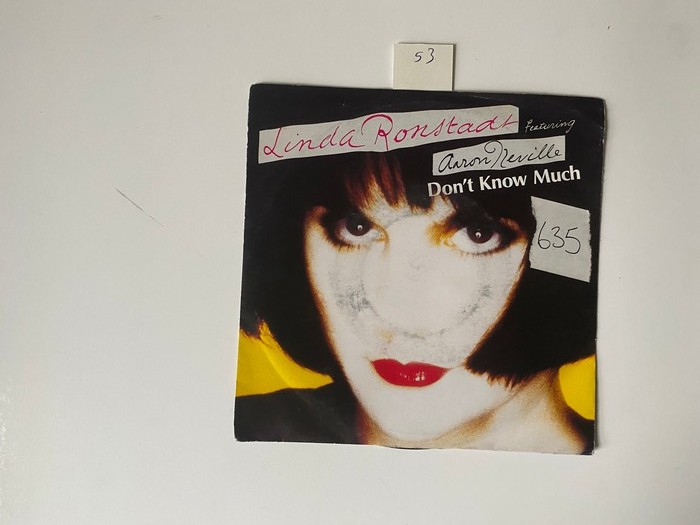 53
Linda Ronstadt featuring
Aaron Neville
Don't Know Much
635